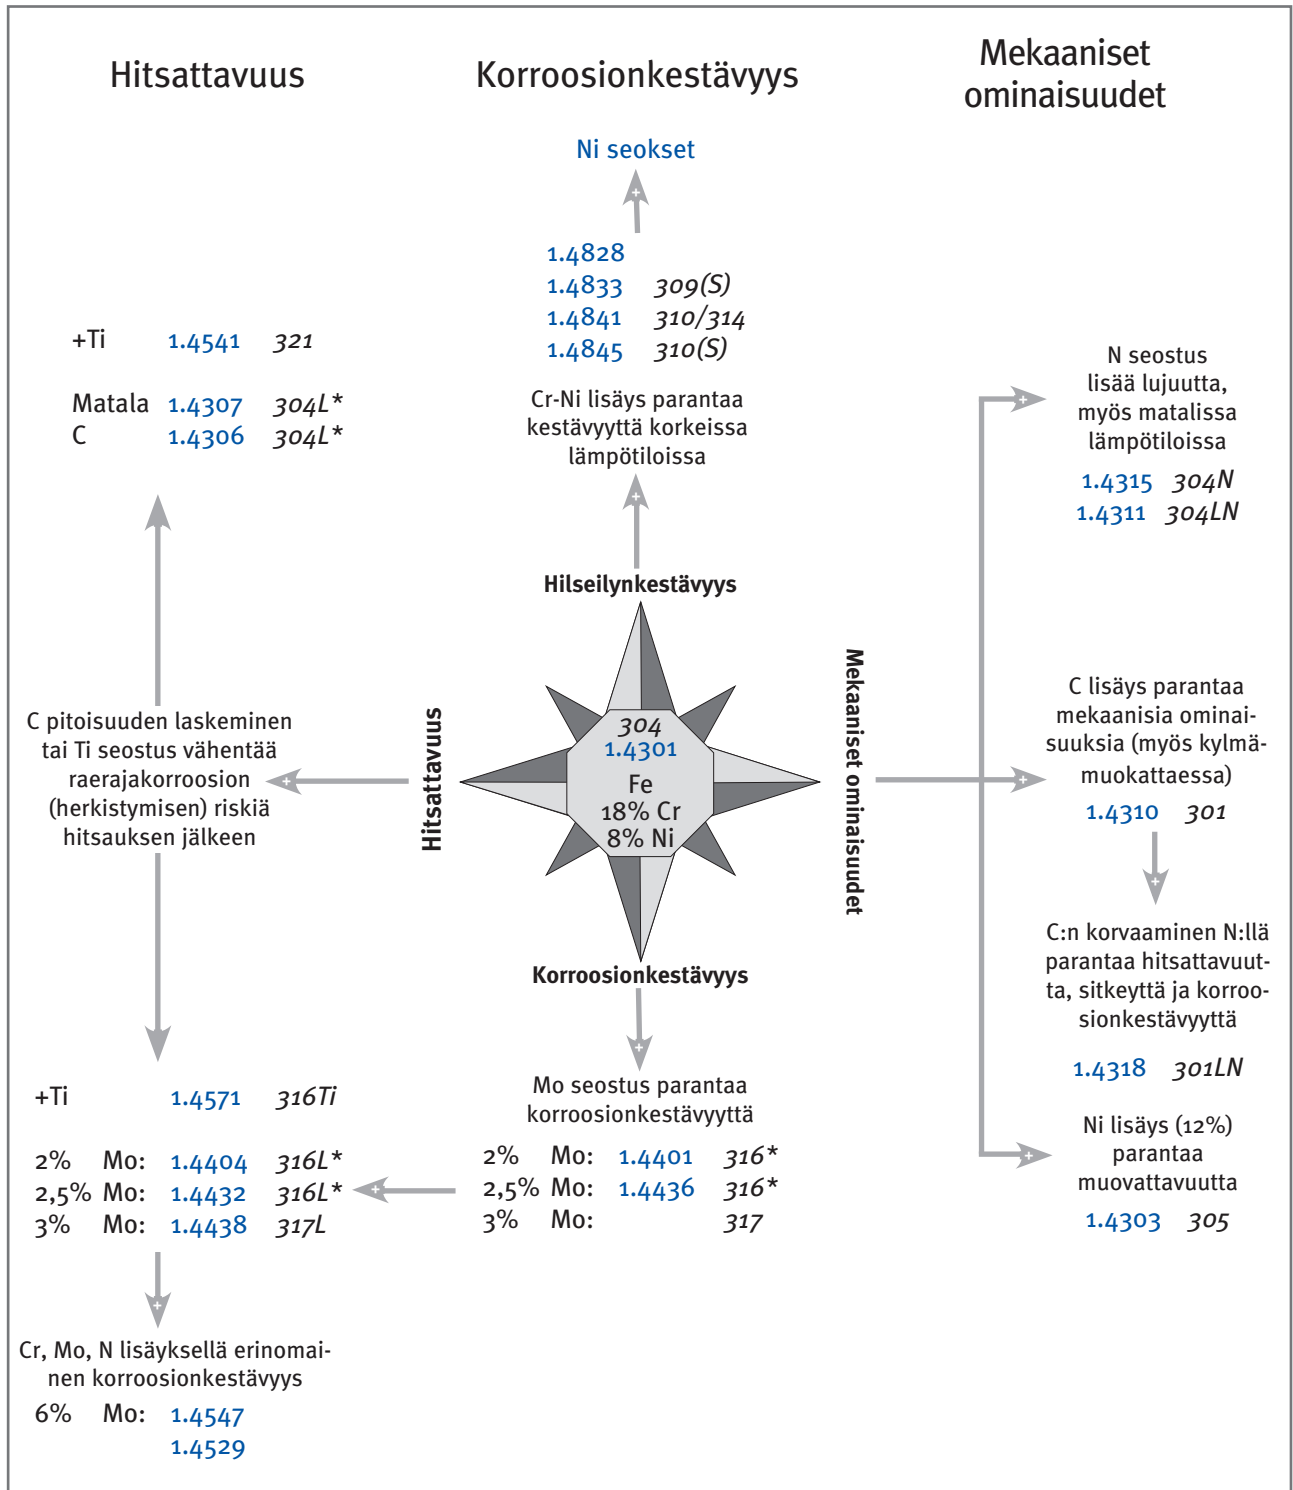 Hitsattavuus
Korroosionkestävyys
Mekaaniset
ominaisuudet
Ni seokset
1.4828
1.4833 309(S)
1.4841 310/314
1.4845 310(S)
Cr-Ni lisäys parantaa
kestävyyttä korkeissa
lämpötiloissa
Hilseilynkestävyys
+Ti 1.4541 321
Matala 1.4307 304L*
C 1.4306 304L*
C pitoisuuden laskeminen
tai Ti seostus vähentää
raerajakorroosion
(herkistymisen) riskiä
hitsauksen jälkeen
Hitsattavuus
304
1.4301
Fe
18% Cr
8% Ni
Mekaaniset ominaisuudet
N seostus
lisää lujuutta,
myös matalissa
lämpötiloissa
1.4315 304N
1.4311 304LN
C lisäys parantaa
mekaanisia ominai-
suuksia (myös kylmä-
muokattaessa)
1.4310 301
C:n korvaaminen N:llä
parantaa hitsattavuut-
ta, sitkeyttä ja korroo-
sionkestävyyttä
1.4318 301LN
Ni lisäys (12%)
parantaa
muovattavuutta
1.4303 305
Korroosionkestävyys
Mo seostus parantaa
korroosionkestävyyttä
2% Mo: 1.4401 316*
2,5% Mo: 1.4436 316*
3% Mo: 317
+Ti 1.4571 316Ti
2% Mo: 1.4404 316L*
2,5% Mo: 1.4432 316L*
3% Mo: 1.4438 317L
Cr, Mo, N lisäyksellä erinomai-
nen korroosionkestävyys
6% Mo: 1.4547
1.4529